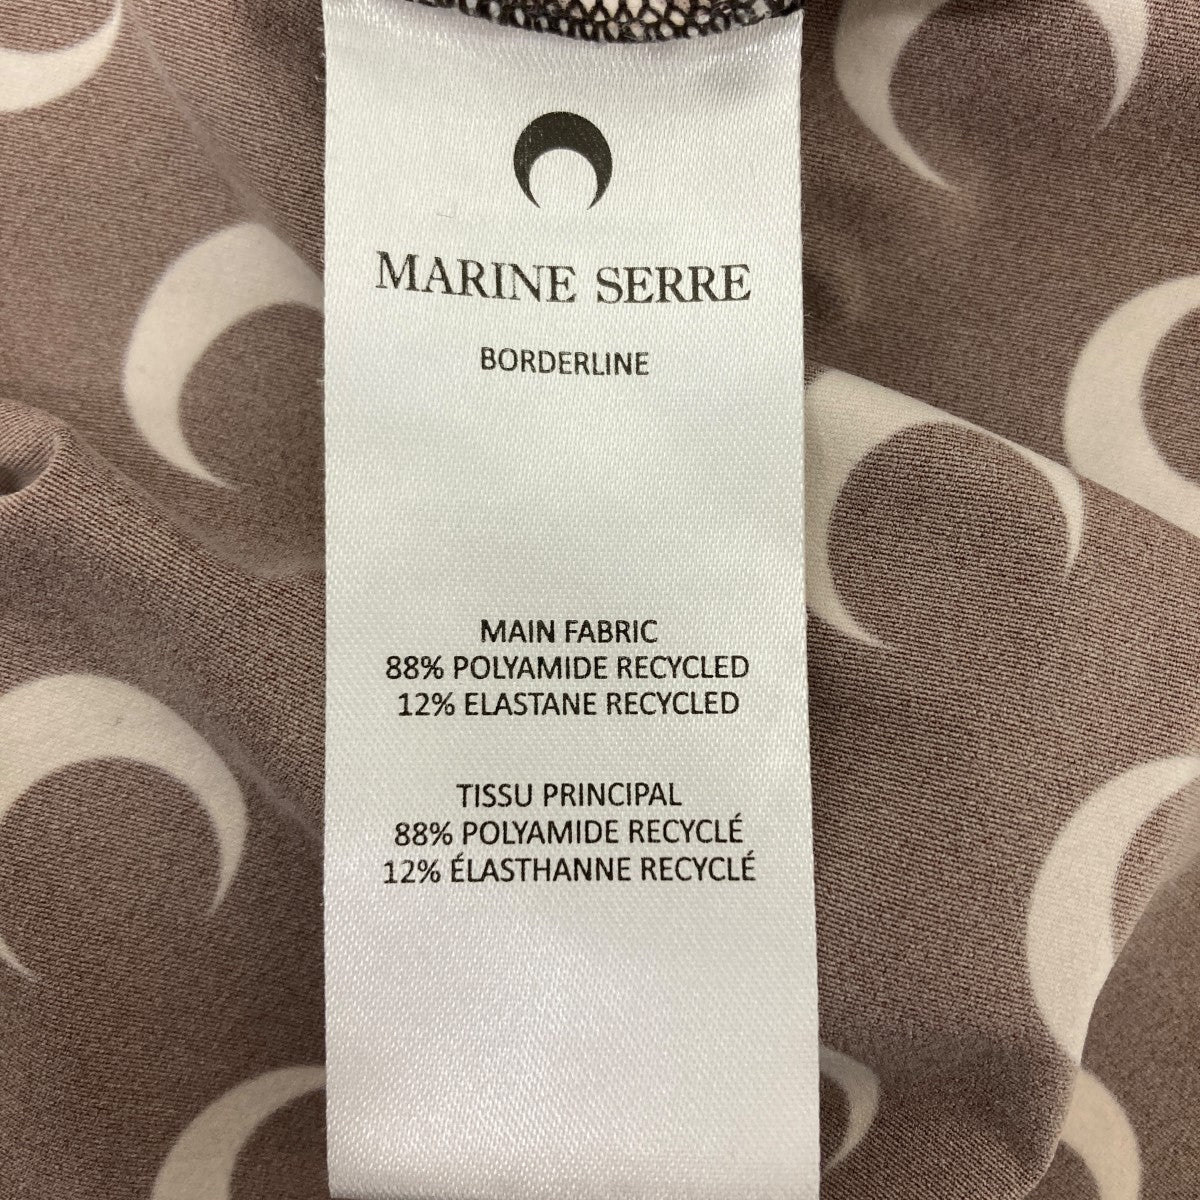 MARINE SERRE
BORDERLINE
MAIN FABRIC
88% POLYAMIDE RECYCLED
12% ELASTANE RECYCLED
TISSU PRINCIPAL
88% POLYAMIDE RECYCLÉ
12% ÉLASTHANNE RECYCLÉ